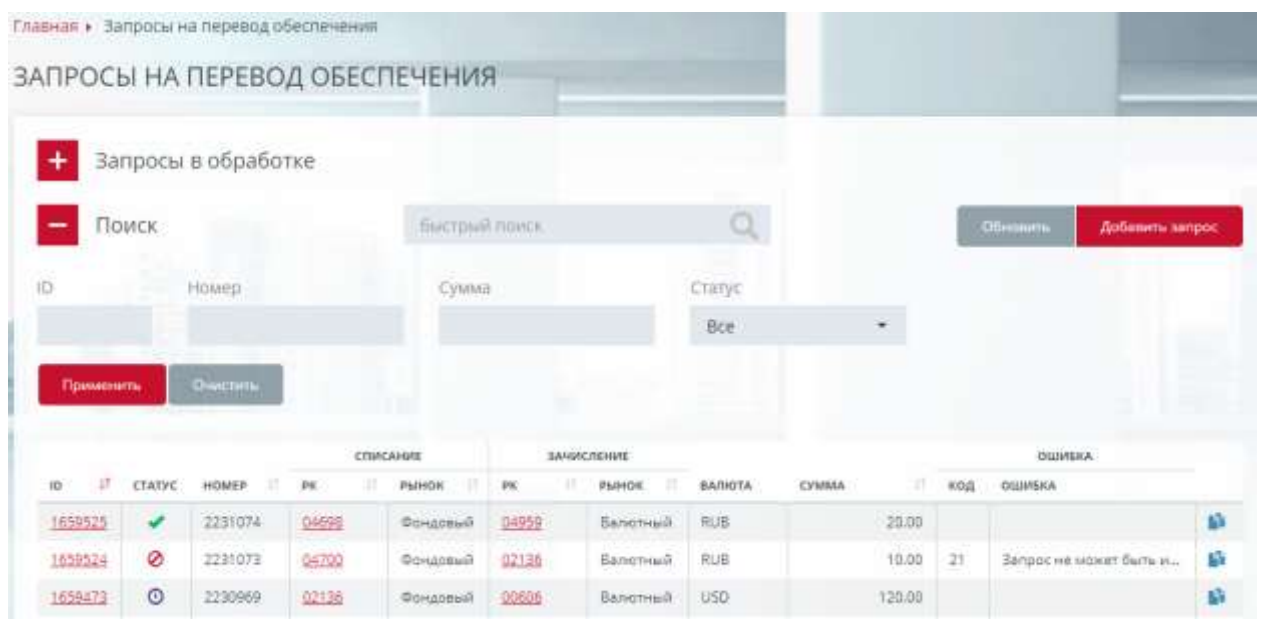 Главная ▸ Запросы на перевод обеспечения
ЗАПРОСЫ НА ПЕРЕВОД ОБЕСПЕЧЕНИЯ
+ Запросы в обработке
– Поиск быстрый поиск Обновить Добавить запрос
ID Номер Сумма Статус
Все
Применить Очистить
СПИСАНИЕ ЗАЧИСЛЕНИЕ ОШИБКА
ID СТАТУС НОМЕР РК РЫНОК РК РЫНОК ВАЛЮТА СУММА КОД ОШИБКА
1659525 2231074 04698 Фондовый 04959 Валютный RUB 20.00
1659524 2231073 04700 Фондовый 02136 Валютный RUB 10.00 21 Запрос не может быть и...
1659473 2230969 02136 Фондовый 00606 Валютный USD 120.00